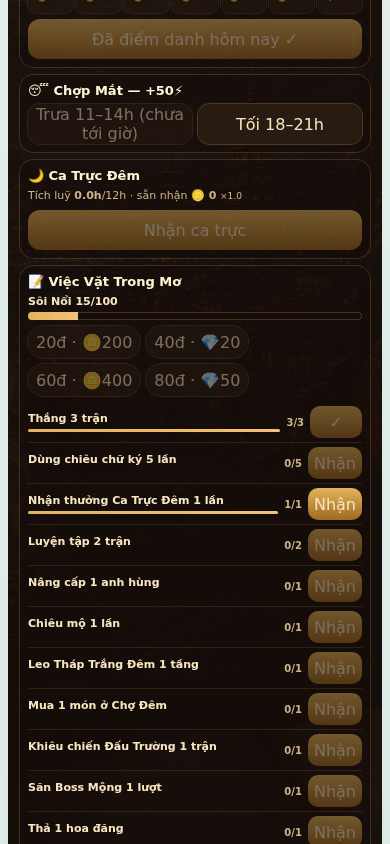 Đã điểm danh hôm nay ✓
😴 Chợp Mắt — +50⚡
Trưa 11–14h (chưa
tới giờ)
Tối 18–21h
🌙 Ca Trực Đêm
Tích luỹ 0.0h/12h · sẵn nhận 🪙 0 ×1.0
Nhận ca trực
📝 Việc Vặt Trong Mơ
Sôi Nổi 15/100
20đ · 🪙200
40đ · 💎20
60đ · 🪙400
80đ · 💎50
Thắng 3 trận 3/3 ✓
Dùng chiêu chữ ký 5 lần 0/5 Nhận
Nhận thưởng Ca Trực Đêm 1 lần 1/1 Nhận
Luyện tập 2 trận 0/2 Nhận
Nâng cấp 1 anh hùng 0/1 Nhận
Chiêu mộ 1 lần 0/1 Nhận
Leo Tháp Trắng Đêm 1 tầng 0/1 Nhận
Mua 1 món ở Chợ Đêm 0/1 Nhận
Khiêu chiến Đấu Trường 1 trận 0/1 Nhận
Săn Boss Mộng 1 lượt 0/1 Nhận
Thả 1 hoa đăng 0/1 Nhận